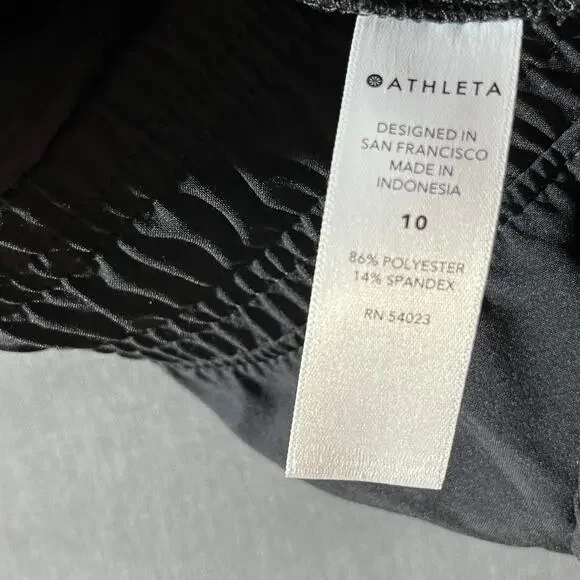 ATHLETA
DESIGNED IN
SAN FRANCISCO
MADE IN
INDONESIA
10
86% POLYESTER
14% SPANDEX
RN 54023